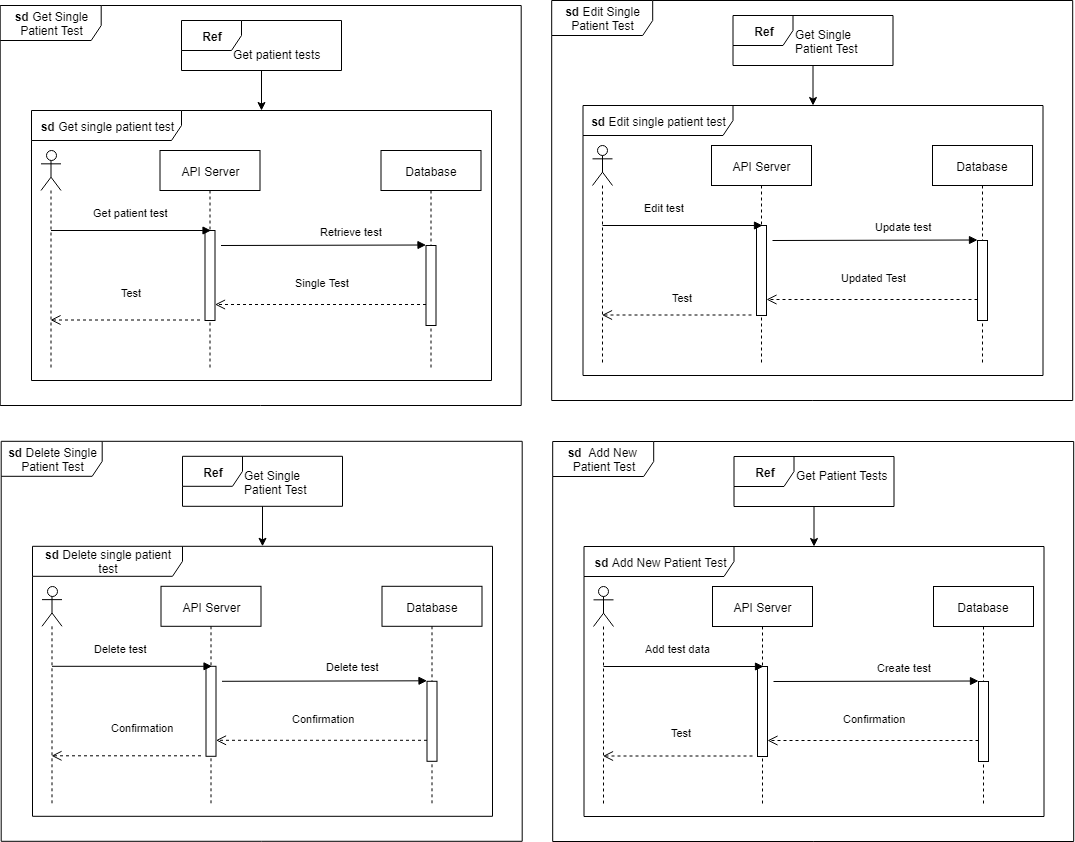 sd Get Single
Patient Test
Ref
Get patient tests
sd Get single patient test
API Server
Database
Get patient test
Retrieve test
Single Test
Test
sd Edit Single
Patient Test
Ref
Get Single
Patient Test
sd Edit single patient test
API Server
Database
Edit test
Update test
Updated Test
Test
sd Delete Single
Patient Test
Ref
Get Single
Patient Test
sd Delete single patient
test
API Server
Database
Delete test
Delete test
Confirmation
Confirmation
sd Add New
Patient Test
Ref
Get Patient Tests
sd Add New Patient Test
API Server
Database
Add test data
Create test
Confirmation
Test